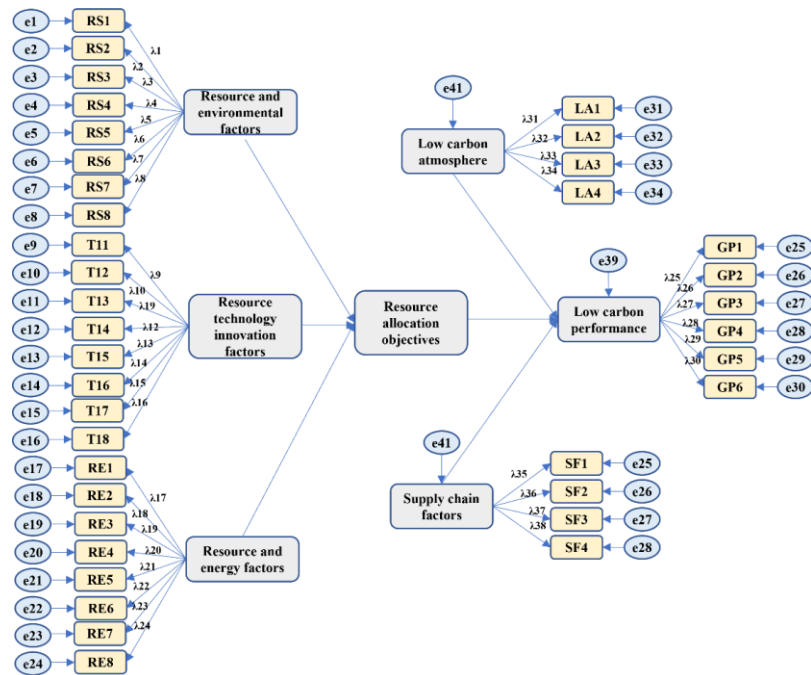 e1 RS1
e2 RS2
e3 RS3
e4 RS4
e5 RS5
e6 RS6
e7 RS7
e8 RS8
λ1
λ2
λ3
λ4
λ5
λ6
λ7
λ8
Resource and
environmental factors
e9 T11
e10 T12
e11 T13
e12 T14
e13 T15
e14 T16
e15 T17
e16 T18
λ9
λ10
λ19
λ12
λ13
λ14
λ15
λ16
Resource
technology
innovation factors
e17 RE1
e18 RE2
e19 RE3
e20 RE4
e21 RE5
e22 RE6
e23 RE7
e24 RE8
λ17
λ18
λ19
λ20
λ21
λ22
λ23
λ24
Resource and
energy factors
Resource
allocation
objectives
e41
Low carbon
atmosphere
λ31
λ32
λ33
λ34
LA1 e31
LA2 e32
LA3 e33
LA4 e34
e39
Low carbon
performance
λ25
λ26
λ27
λ28
λ29
λ30
GP1 e25
GP2 e26
GP3 e27
GP4 e28
GP5 e29
GP6 e30
e41
Supply chain
factors
λ35
λ36
λ37
λ38
SF1 e25
SF2 e26
SF3 e27
SF4 e28